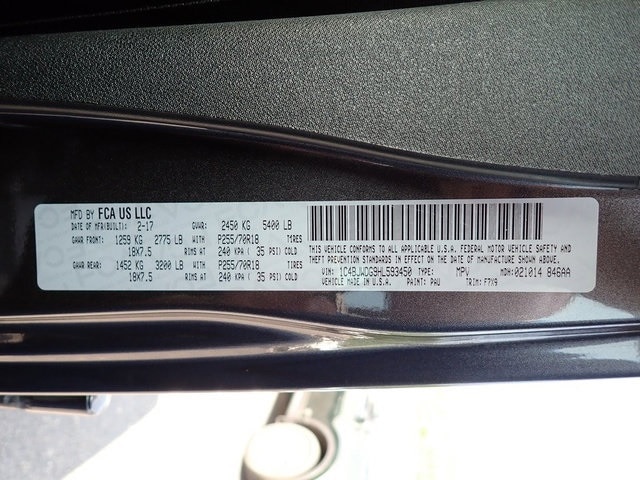 MFD BY FCA US LLC
DATE OF MFR(BUILT): 2-17 GVWR: 2450 KG 5400 LB
GAWR FRONT: 1259 KG 2775 LB WITH P255/70R18 TIRES
18X7.5 RIMS AT 240 KPA ( 35 PSI) COLD
GAWR REAR: 1452 KG 3200 LB WITH P255/70R18 TIRES
18X7.5 RIMS AT 240 KPA ( 35 PSI) COLD
THIS VEHICLE CONFORMS TO ALL APPLICABLE U.S.A. FEDERAL MOTOR VEHICLE SAFETY AND
THEFT PREVENTION STANDARDS IN EFFECT ON THE DATE OF MANUFACTURE SHOWN ABOVE.
VIN: 1C4BJWDG9HL593450 TYPE: MPV MDH:021014 846AA
VEHICLE MADE IN U.S.A. PAINT: PAU TRIM: F7X9